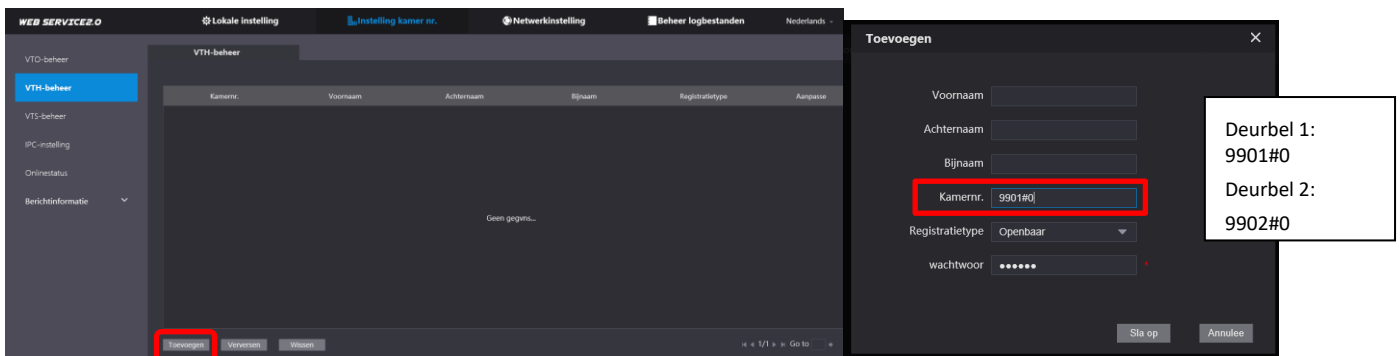 WEB SERVICE2.0 Lokale instelling Instelling kamer nr. Netwerkinstelling Beheer logbestanden Nederlands
VTO-beheer
VTH-beheer
VTS-beheer
IPC-instelling
Onlinestatus
Berichtinformatie
VTH-beheer
Kamernr. Voornaam Achternaam Bijnaam Registratietype Aanpasse
Geen gegvns...
Toevoegen Verversen Wissen 1/1 Go to
Toevoegen
Voornaam
Achternaam
Bijnaam
Kamernr. 9901#0
Registratietype Openbaar
wachtwoor ●●●●●● *
Sla op Annulee
Deurbel 1:
9901#0
Deurbel 2:
9902#0